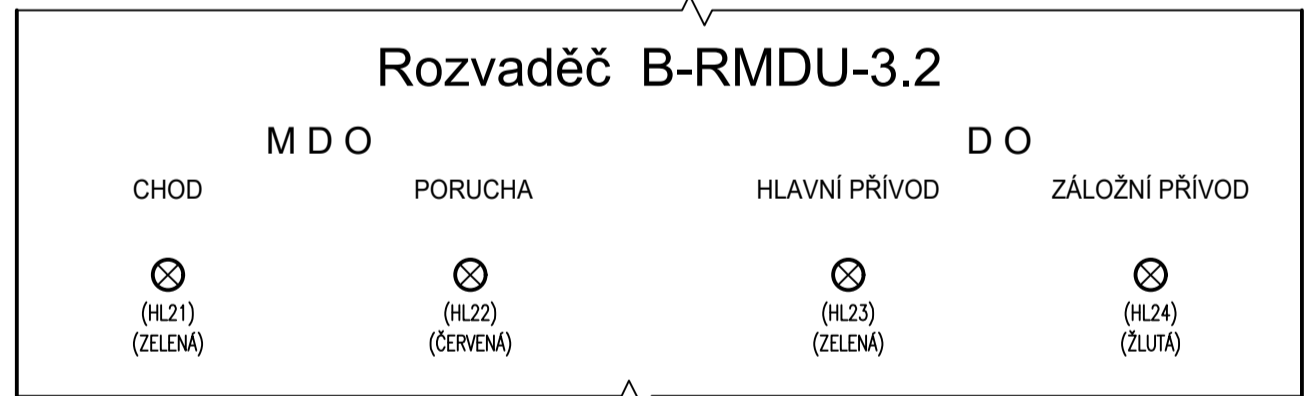 Rozvaděč B-RMDU-3.2
M D O D O
CHOD PORUCHA HLAVNÍ PŘÍVOD ZÁLOŽNÍ PŘÍVOD
(HL21) (HL22) (HL23) (HL24)
(ZELENÁ) (ČERVENÁ) (ZELENÁ) (ŽLUTÁ)